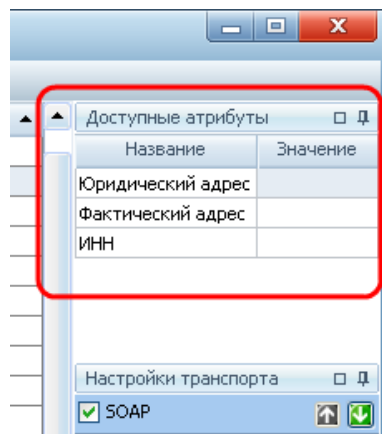 Доступные атрибуты
Название Значение
Юридический адрес
Фактический адрес
ИНН
Настройки транспорта
SOAP